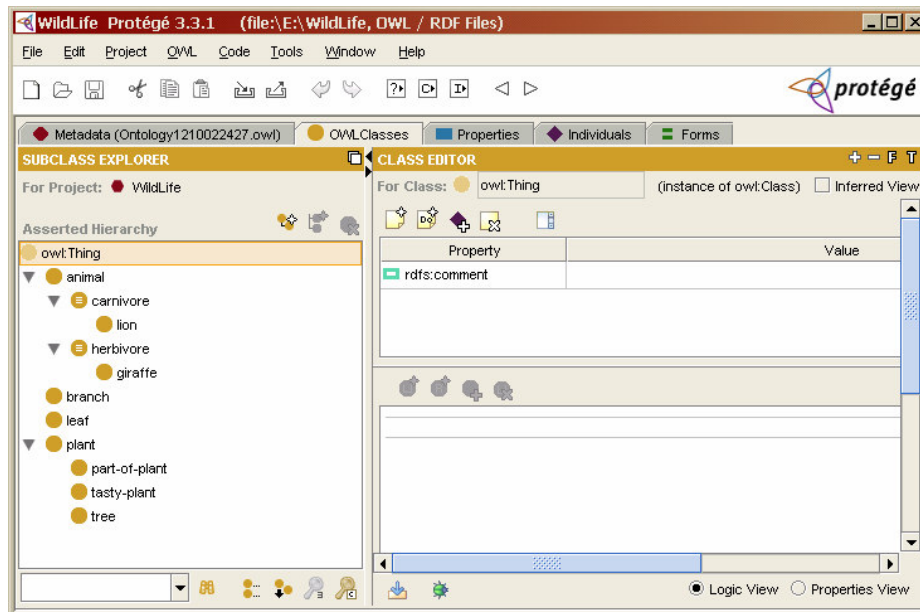 WildLife Protégé 3.3.1 (file:\E:\WildLife, OWL / RDF Files)
File Edit Project OWL Code Tools Window Help
protégé
Metadata (Ontology1210022427.owl) OWLClasses Properties Individuals Forms
SUBCLASS EXPLORER
CLASS EDITOR
For Project: WildLife
For Class: owl:Thing (instance of owl:Class) Inferred View
Asserted Hierarchy
Property Value
owl:Thing
rdfs:comment
animal
carnivore
lion
herbivore
giraffe
branch
leaf
plant
part-of-plant
tasty-plant
tree
Logic View Properties View